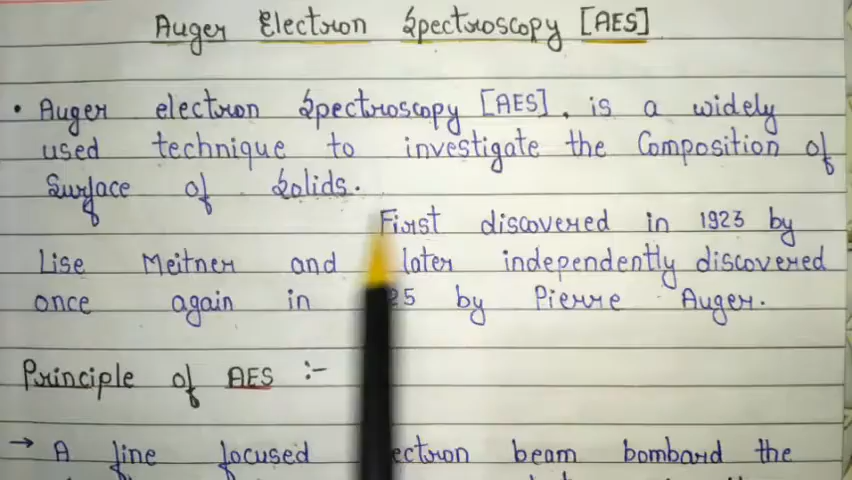 Auger Electron Spectroscopy [AES]
• Auger electron Spectroscopy [AES], is a widely
used technique to investigate the Composition of
Surface of Solids.
First discovered in 1923 by
Lise Meitner and later independently discovered
once again in 25 by Pierre Auger.
Principle of AES :-
→ A fine focused ectron beam bombard the